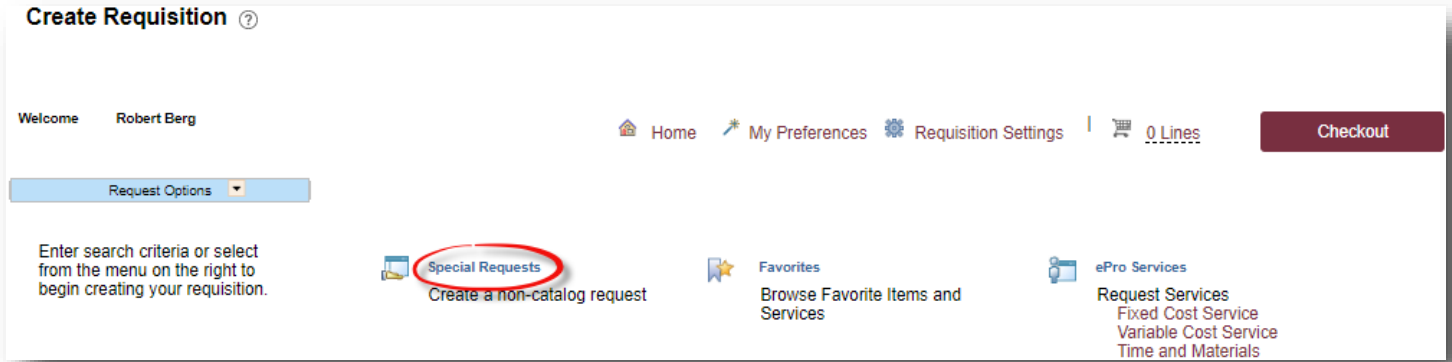 Create Requisition ?
Welcome Robert Berg
Home My Preferences Requisition Settings 0 Lines Checkout
Request Options
Enter search criteria or select
from the menu on the right to
begin creating your requisition.
Special Requests
Create a non-catalog request
Favorites
Browse Favorite Items and
Services
ePro Services
Request Services
Fixed Cost Service
Variable Cost Service
Time and Materials